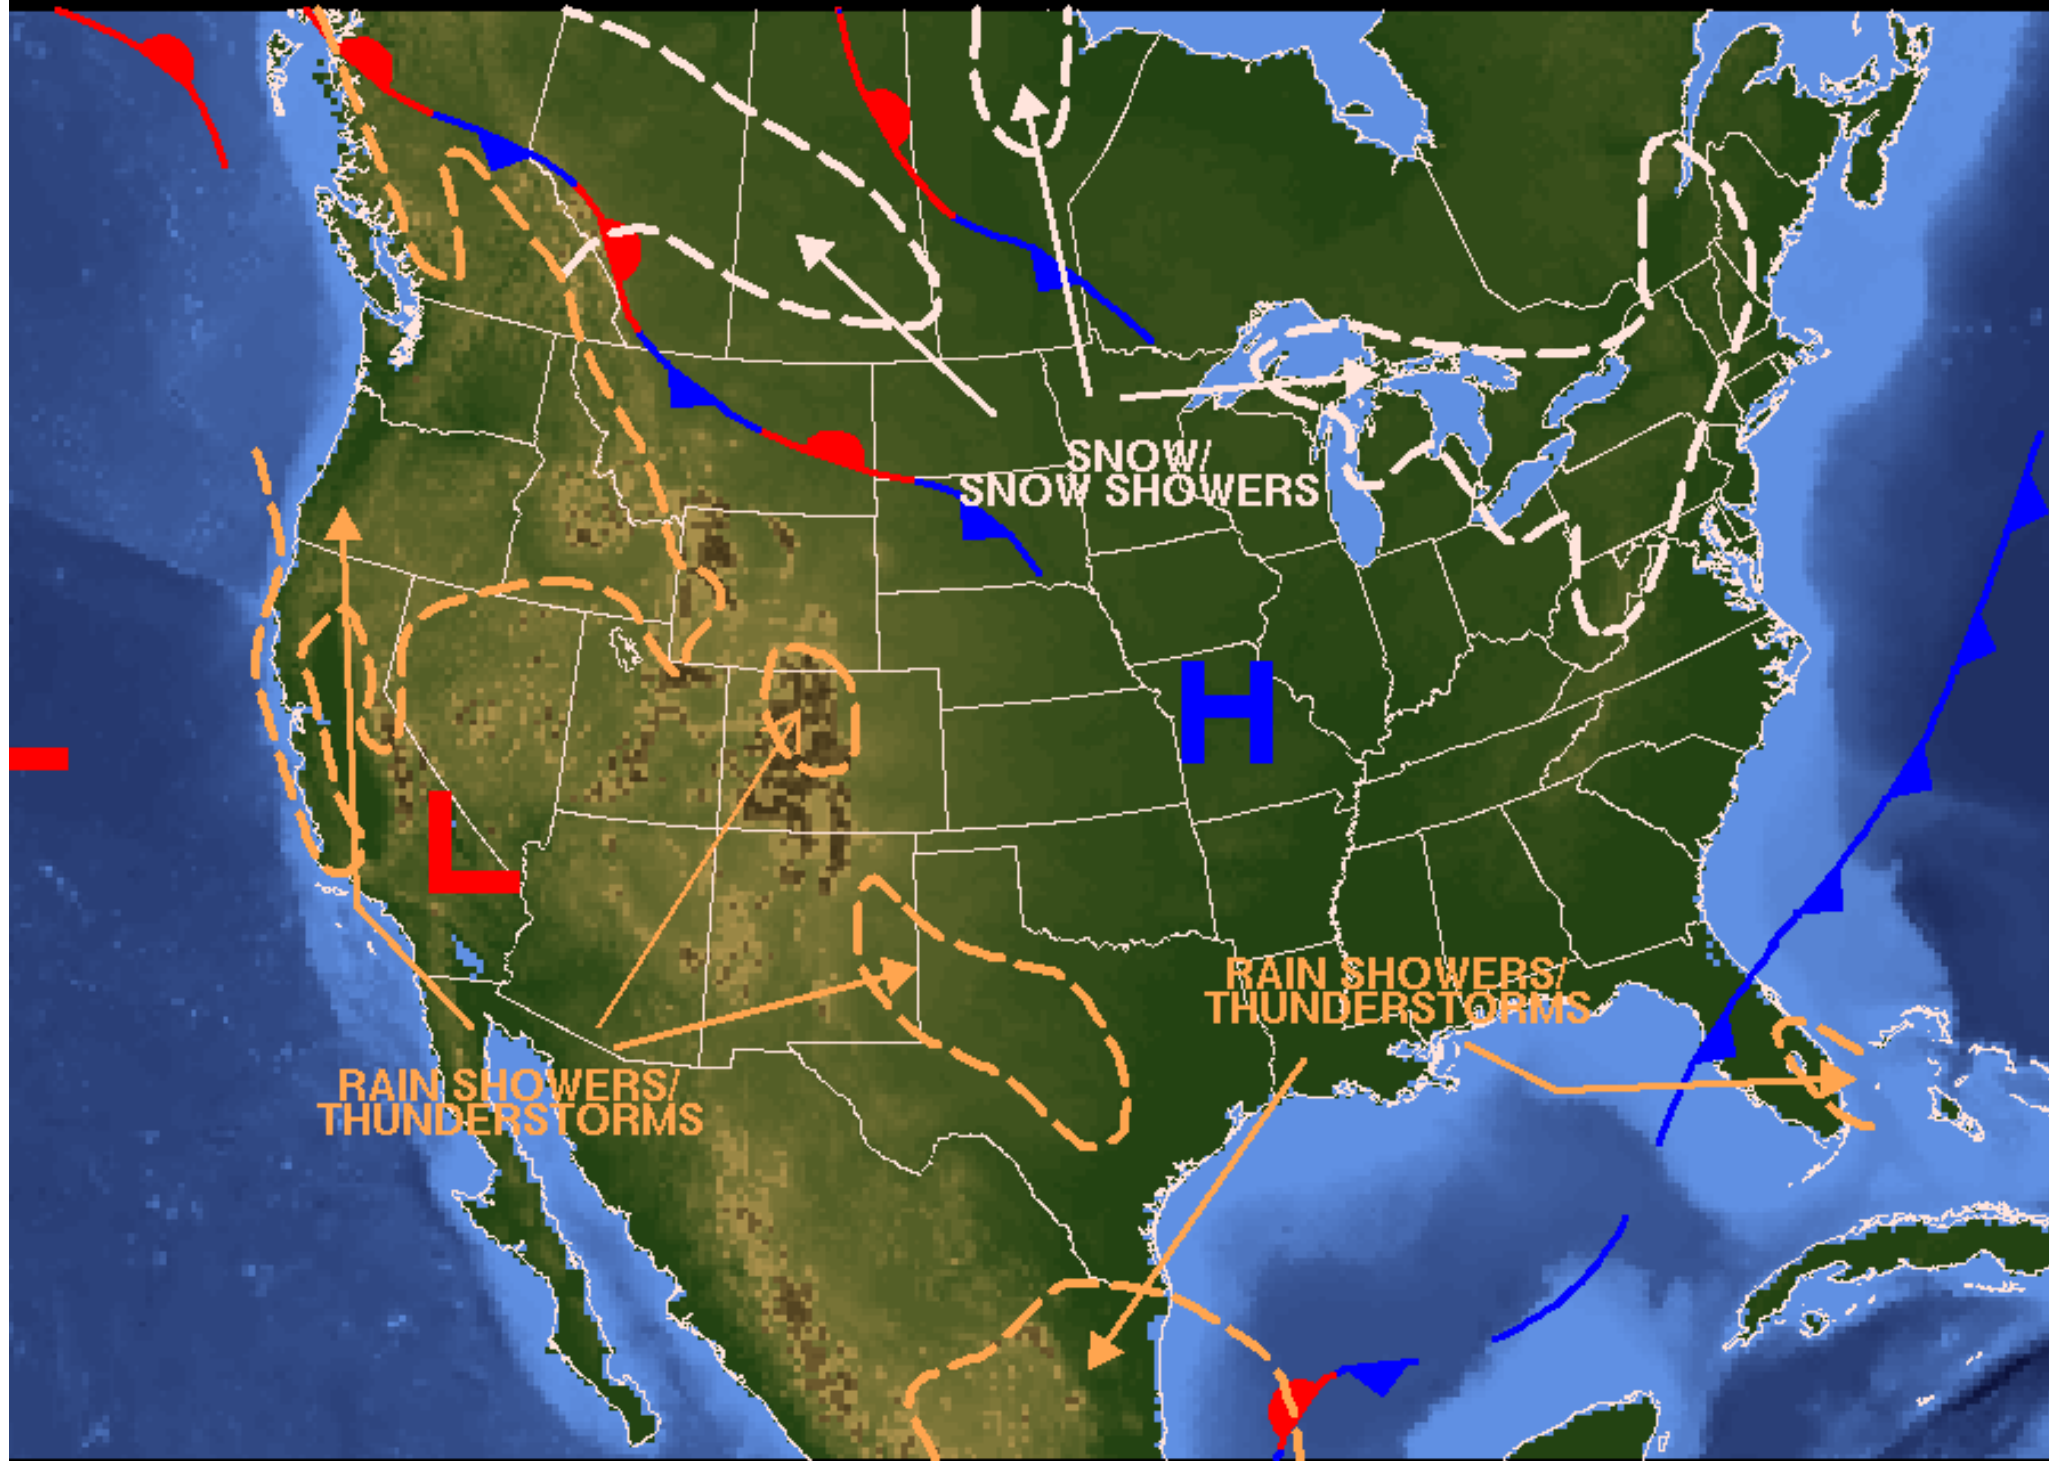 SNOW/
SNOW SHOWERS
H
L
RAIN SHOWERS/
THUNDERSTORMS
RAIN SHOWERS/
THUNDERSTORMS